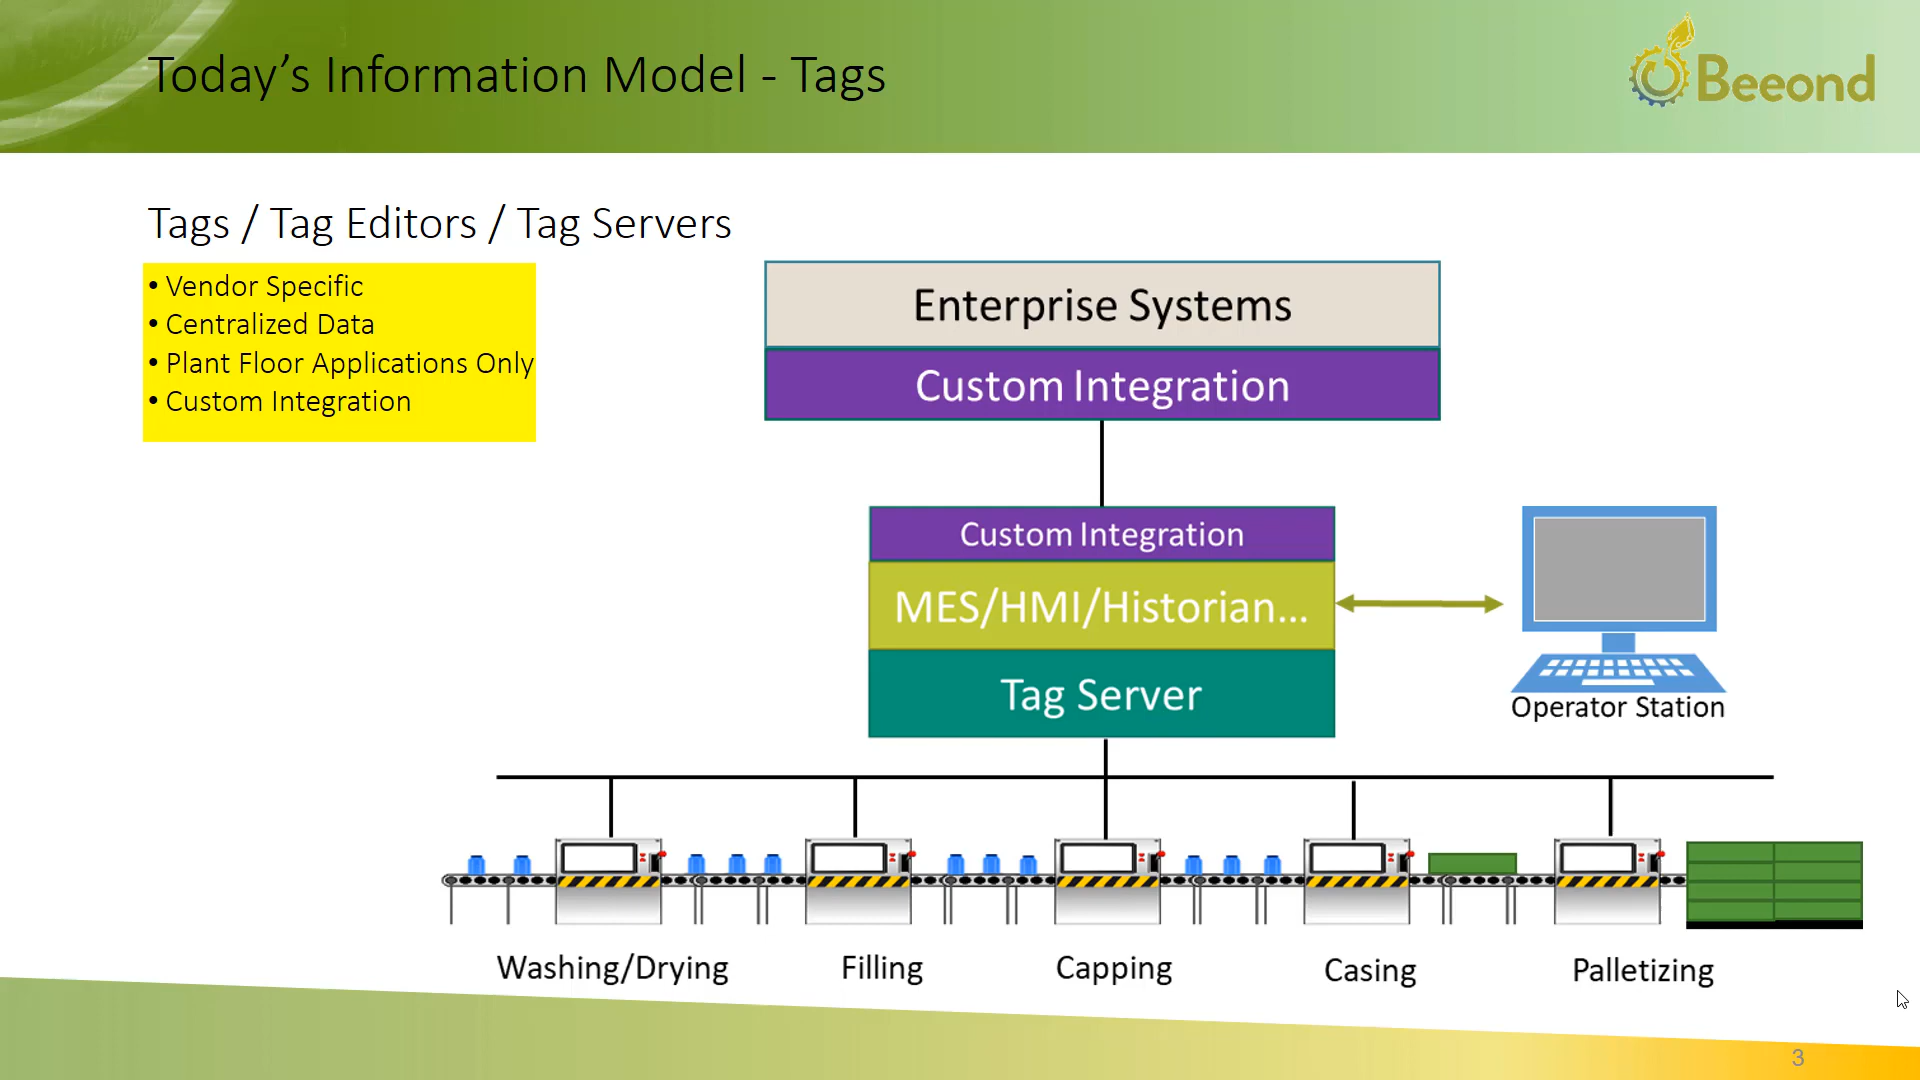 Today’s Information Model - Tags
Beeond
Tags / Tag Editors / Tag Servers
• Vendor Specific
• Centralized Data
• Plant Floor Applications Only
• Custom Integration
Enterprise Systems
Custom Integration
Custom Integration
MES/HMI/Historian...
Tag Server
Operator Station
Washing/Drying
Filling
Capping
Casing
Palletizing
3